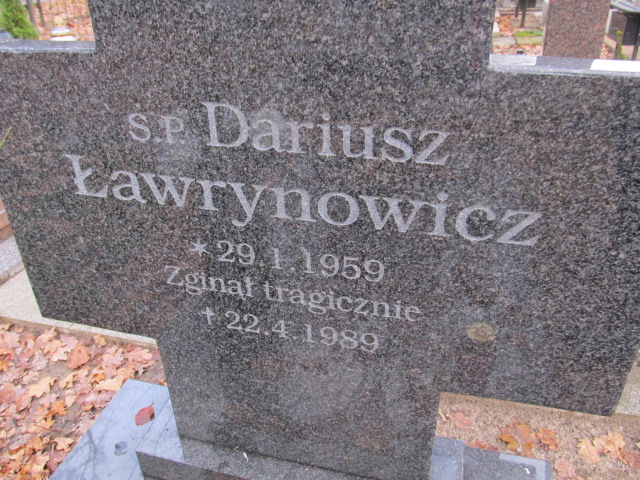 Ś.P. Dariusz
Ławrynowicz
* 29.1.1959
Zginął tragicznie
† 22.4.1989